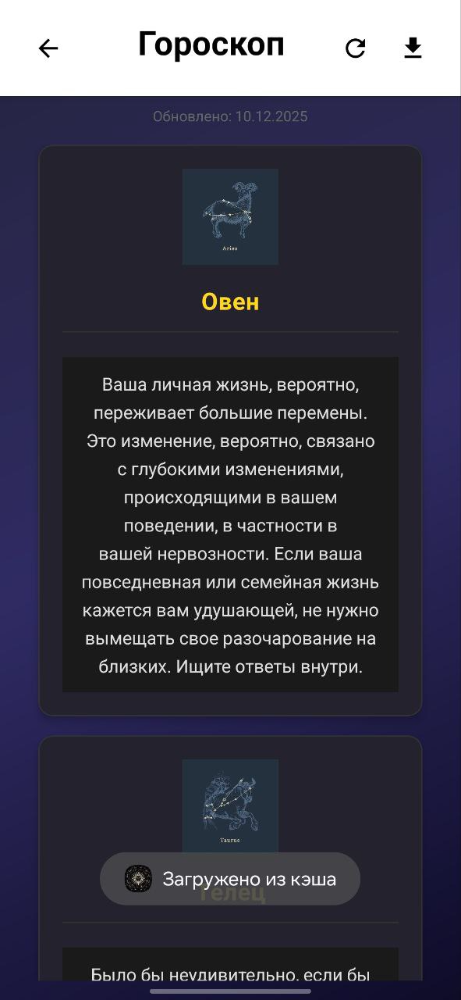 Гороскоп
Обновлено: 10.12.2025
Aries
Овен
Ваша личная жизнь, вероятно,
переживает большие перемены.
Это изменение, вероятно, связано
с глубокими изменениями,
происходящими в вашем
поведении, в частности в
вашей нервозности. Если ваша
повседневная или семейная жизнь
кажется вам удушающей, не нужно
вымещать свое разочарование на
близких. Ищите ответы внутри.
Taurus
Загружено из кэша
Телец
Было бы неудивительно, если бы